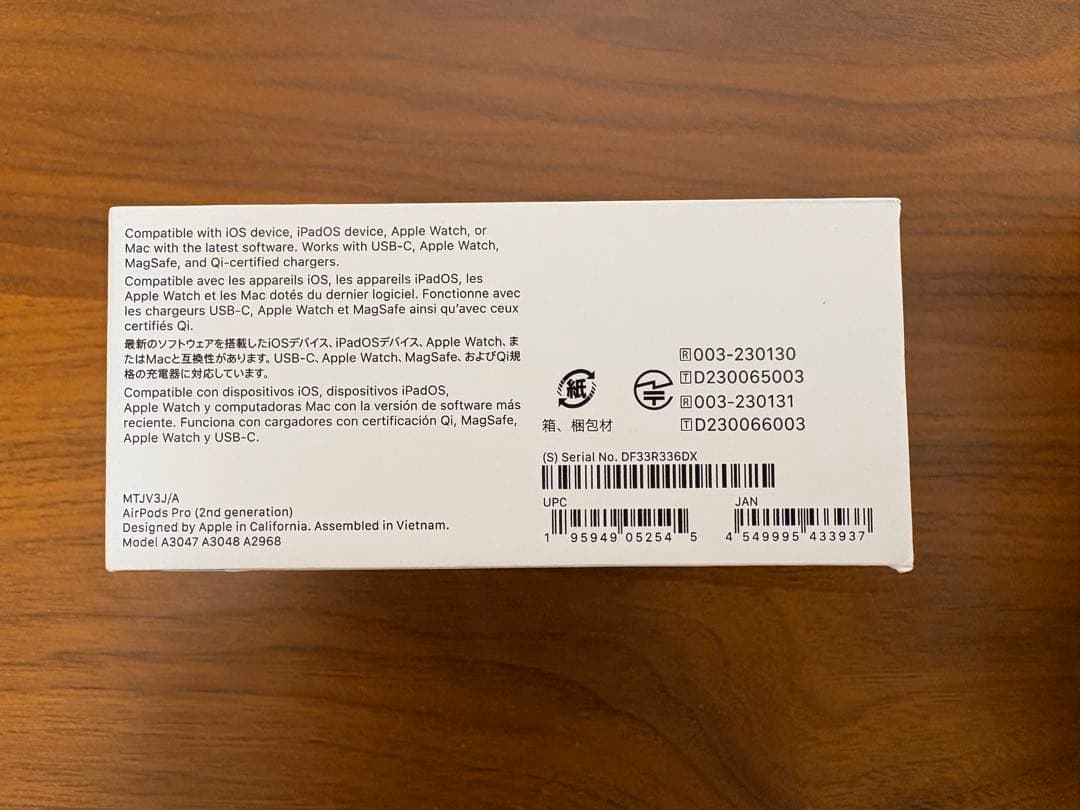 Compatible with iOS device, iPadOS device, Apple Watch, or
Mac with the latest software. Works with USB-C, Apple Watch,
MagSafe, and Qi-certified chargers.
Compatible avec les appareils iOS, les appareils iPadOS, les
Apple Watch et les Mac dotés du dernier logiciel. Fonctionne avec
les chargeurs USB-C, Apple Watch et MagSafe ainsi qu'avec ceux
certifiés Qi.
最新のソフトウェアを搭載したiOSデバイス、iPadOSデバイス、Apple Watch、ま
たはMacと互換性があります。USB-C、Apple Watch、MagSafe、およびQi規
格の充電器に対応しています。
Compatible con dispositivos iOS, dispositivos iPadOS,
Apple Watch y computadoras Mac con la versión de software más
reciente. Funciona con cargadores con certificación Qi, MagSafe,
Apple Watch y USB-C.
MTJV3J/A
AirPods Pro (2nd generation)
Designed by Apple in California. Assembled in Vietnam.
Model A3047 A3048 A2968
紙
箱、梱包材
R 003-230130
T D230065003
R 003-230131
T D230066003
(S) Serial No. DF33R336DX
UPC
1 95949 05254 5
JAN
4 549995 433937